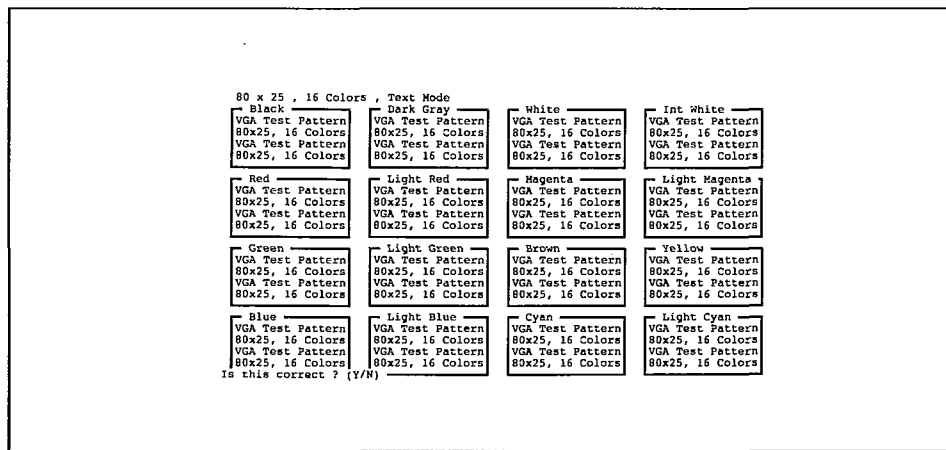 80 x 25 , 16 Colors , Text Mode
Black Dark Gray White Int White
VGA Test Pattern VGA Test Pattern VGA Test Pattern VGA Test Pattern
80x25, 16 Colors 80x25, 16 Colors 80x25, 16 Colors 80x25, 16 Colors
VGA Test Pattern VGA Test Pattern VGA Test Pattern VGA Test Pattern
80x25, 16 Colors 80x25, 16 Colors 80x25, 16 Colors 80x25, 16 Colors
Red Light Red Magenta Light Magenta
VGA Test Pattern VGA Test Pattern VGA Test Pattern VGA Test Pattern
80x25, 16 Colors 80x25, 16 Colors 80x25, 16 Colors 80x25, 16 Colors
VGA Test Pattern VGA Test Pattern VGA Test Pattern VGA Test Pattern
80x25, 16 Colors 80x25, 16 Colors 80x25, 16 Colors 80x25, 16 Colors
Green Light Green Brown Yellow
VGA Test Pattern VGA Test Pattern VGA Test Pattern VGA Test Pattern
80x25, 16 Colors 80x25, 16 Colors 80x25, 16 Colors 80x25, 16 Colors
VGA Test Pattern VGA Test Pattern VGA Test Pattern VGA Test Pattern
80x25, 16 Colors 80x25, 16 Colors 80x25, 16 Colors 80x25, 16 Colors
Blue Light Blue Cyan Light Cyan
VGA Test Pattern VGA Test Pattern VGA Test Pattern VGA Test Pattern
80x25, 16 Colors 80x25, 16 Colors 80x25, 16 Colors 80x25, 16 Colors
VGA Test Pattern VGA Test Pattern VGA Test Pattern VGA Test Pattern
80x25, 16 Colors 80x25, 16 Colors 80x25, 16 Colors 80x25, 16 Colors
Is this correct ? (Y/N)